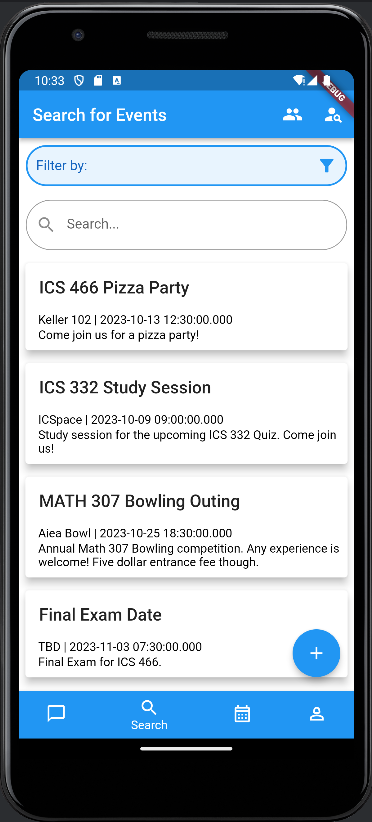 10:33
DEBUG
Search for Events
Filter by:
Search...
ICS 466 Pizza Party
Keller 102 | 2023-10-13 12:30:00.000
Come join us for a pizza party!
ICS 332 Study Session
ICSpace | 2023-10-09 09:00:00.000
Study session for the upcoming ICS 332 Quiz. Come join
us!
MATH 307 Bowling Outing
Aiea Bowl | 2023-10-25 18:30:00.000
Annual Math 307 Bowling competition. Any experience is
welcome! Five dollar entrance fee though.
Final Exam Date
TBD | 2023-11-03 07:30:00.000
Final Exam for ICS 466.
Search